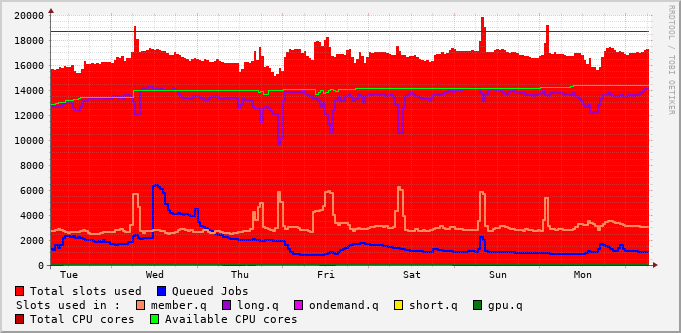 20000
18000
16000
14000
12000
10000
8000
6000
4000
2000
0
Tue Wed Thu Fri Sat Sun Mon
Total slots used Queued Jobs
Slots used in : member.q long.q ondemand.q short.q gpu.q
Total CPU cores Available CPU cores
RRDTOOL / TOBI OETIKER